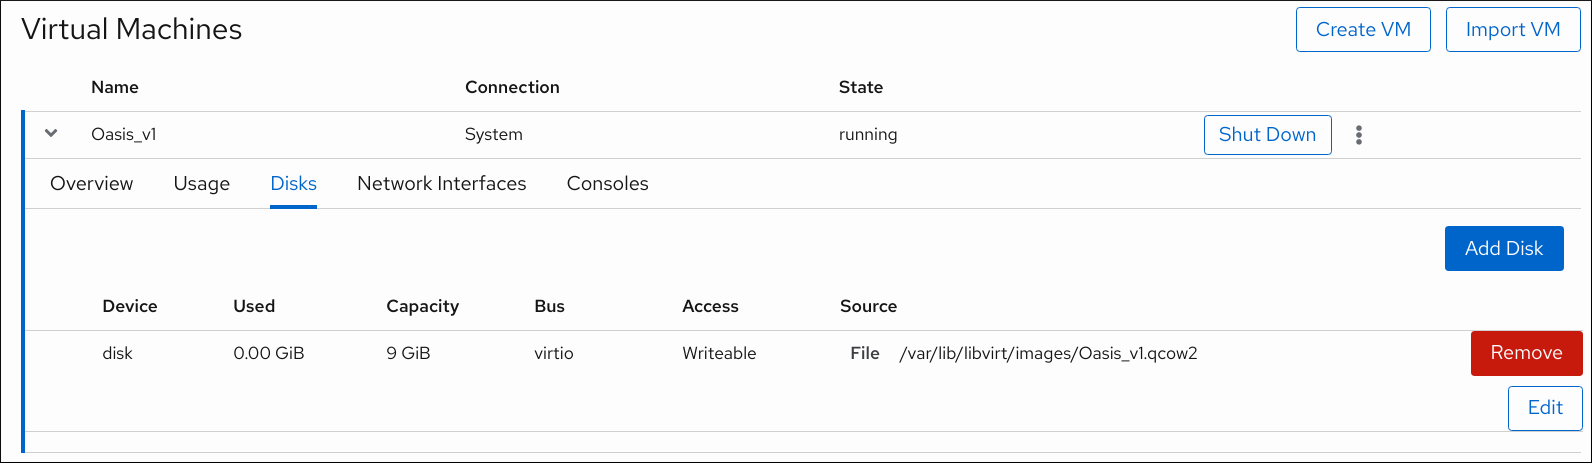 Virtual Machines Create VM Import VM
Name Connection State
Oasis_v1 System running Shut Down
Overview Usage Disks Network Interfaces Consoles
Add Disk
Device Used Capacity Bus Access Source
disk 0.00 GiB 9 GiB virtio Writeable File /var/lib/libvirt/images/Oasis_v1.qcow2 Remove
Edit